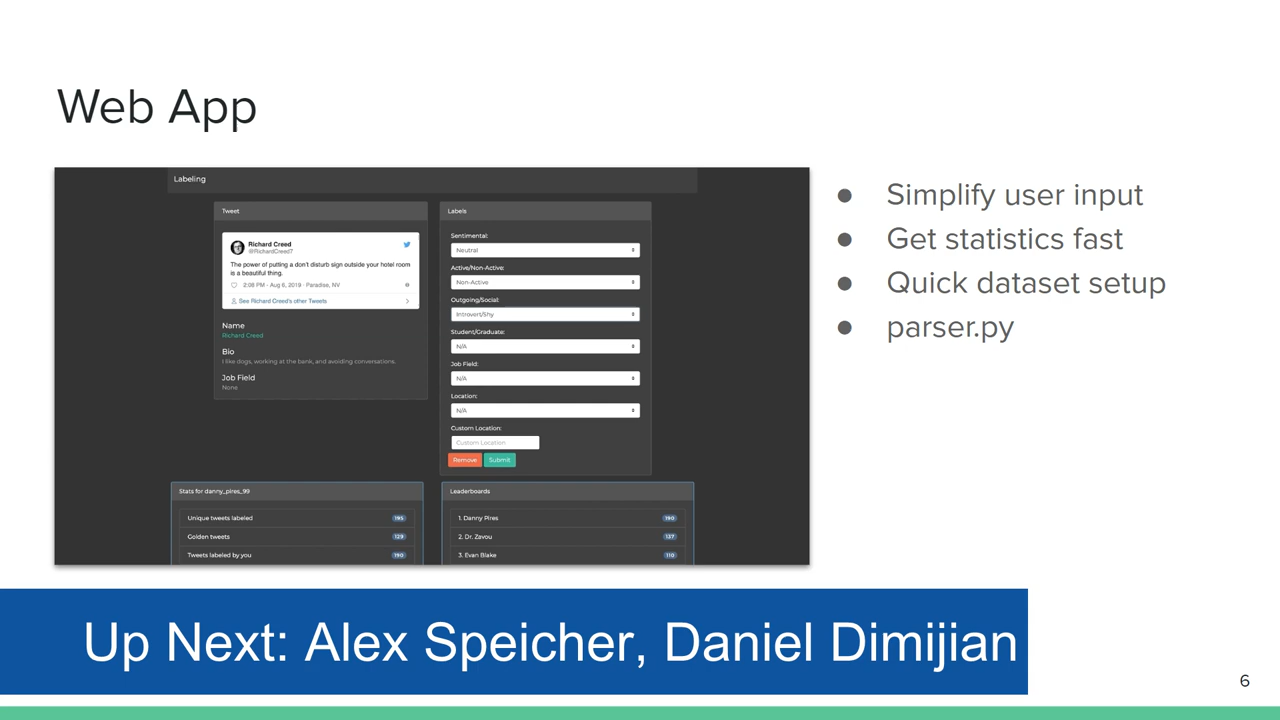 Web App
Labeling
Tweet
Richard Creed
@RichardCreed7
The power of putting a don't disturb sign outside your hotel room
is a beautiful thing.
2:08 PM · Aug 8, 2019 · Paradise, NV
See Richard Creed's other Tweets
Name
Richard Creed
Bio
I like dogs, working at the bank, and avoiding conversations.
Job Field
None
Labels
Sentimental:
Neutral
Active/Non-Active:
Non-Active
Outgoing/Social:
Introvert/Shy
Student/Graduate:
N/A
Job Field:
N/A
Location:
N/A
Custom Location:
Custom Location
Remove Submit
Stats for danny_pires_99
Unique tweets labeled 195
Golden tweets 129
Tweets labeled by you 190
Leaderboards
1. Danny Pires 190
2. Dr. Zavou 137
3. Evan Blake 110
● Simplify user input
● Get statistics fast
● Quick dataset setup
● parser.py
Up Next: Alex Speicher, Daniel Dimijian
6